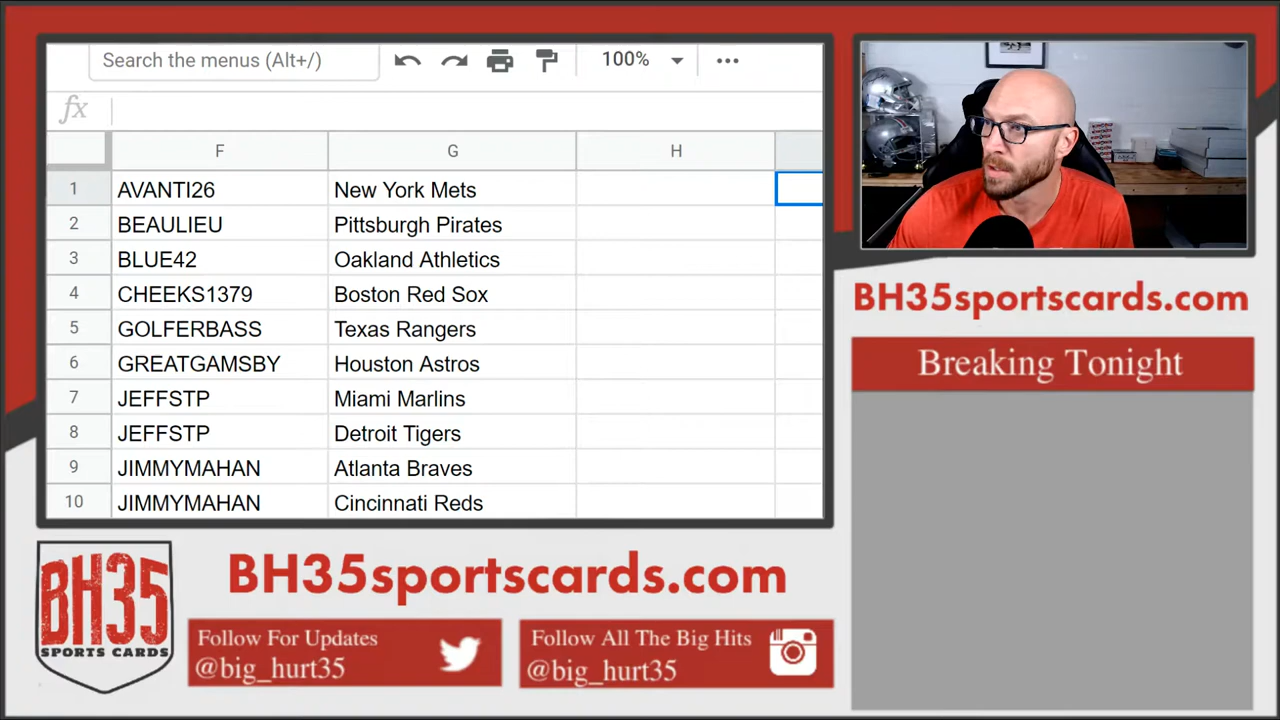 Search the menus (Alt+/)
100%
fx
F G H
1 AVANTI26 New York Mets
2 BEAULIEU Pittsburgh Pirates
3 BLUE42 Oakland Athletics
4 CHEEKS1379 Boston Red Sox
5 GOLFERBASS Texas Rangers
6 GREATGAMSBY Houston Astros
7 JEFFSTP Miami Marlins
8 JEFFSTP Detroit Tigers
9 JIMMYMAHAN Atlanta Braves
10 JIMMYMAHAN Cincinnati Reds
BH35sportscards.com
Breaking Tonight
BH35
SPORTS CARDS
BH35sportscards.com
Follow For Updates
@big_hurt35
Follow All The Big Hits
@big_hurt35